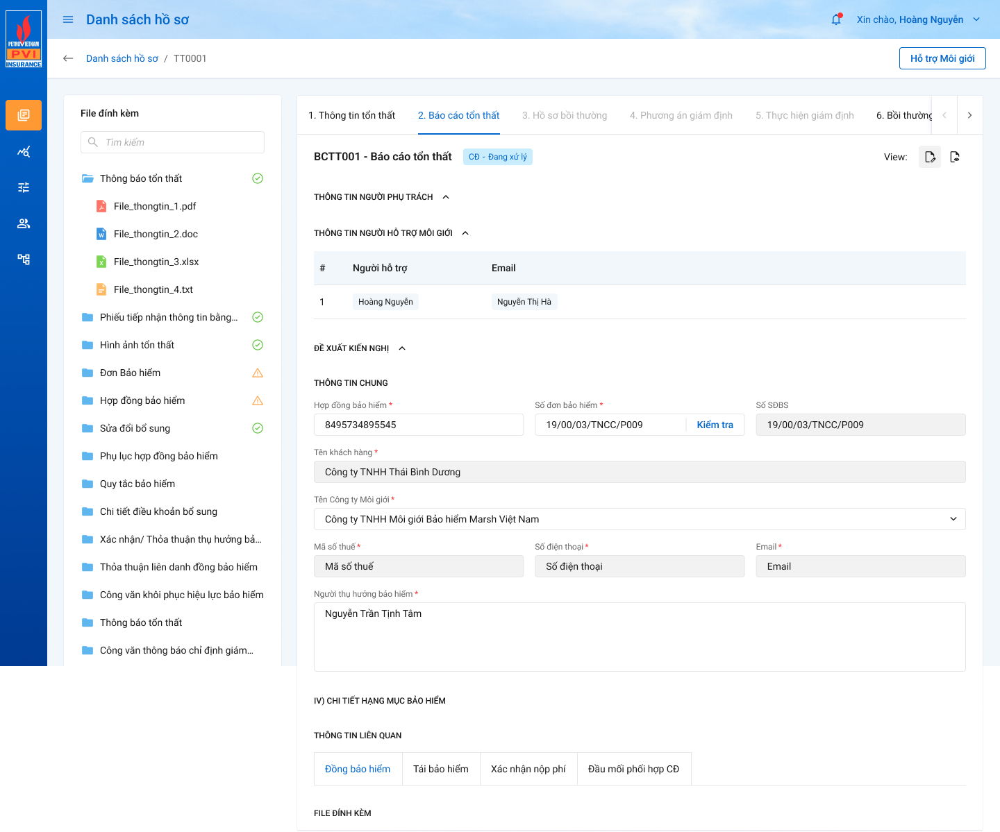 PETROVIETNAM
PVI
INSURANCE
Danh sách hồ sơ
Xin chào, Hoàng Nguyễn
Danh sách hồ sơ / TT0001
Hỗ trợ Môi giới
File đính kèm
Tìm kiếm
Thông báo tổn thất
File_thongtin_1.pdf
File_thongtin_2.doc
File_thongtin_3.xlsx
File_thongtin_4.txt
Phiếu tiếp nhận thông tin bằng...
Hình ảnh tổn thất
Đơn Bảo hiểm
Hợp đồng bảo hiểm
Sửa đổi bổ sung
Phụ lục hợp đồng bảo hiểm
Quy tắc bảo hiểm
Chi tiết điều khoản bổ sung
Xác nhận/ Thỏa thuận thụ hưởng bả...
Thỏa thuận liên danh đồng bảo hiểm
Công văn khôi phục hiệu lực bảo hiểm
Thông báo tổn thất
Công văn thông báo chỉ định giám...
1. Thông tin tổn thất
2. Báo cáo tổn thất
3. Hồ sơ bồi thường
4. Phương án giám định
5. Thực hiện giám định
6. Bồi thường
BCTT001 - Báo cáo tổn thất
CĐ - Đang xử lý
View:
THÔNG TIN NGƯỜI PHỤ TRÁCH
THÔNG TIN NGƯỜI HỖ TRỢ MÔI GIỚI
# Người hỗ trợ Email
1 Hoàng Nguyễn Nguyễn Thị Hà
ĐỀ XUẤT KIẾN NGHỊ
THÔNG TIN CHUNG
Hợp đồng bảo hiểm * Số đơn bảo hiểm * Số SĐBS
8495734895545 19/00/03/TNCC/P009 Kiểm tra 19/00/03/TNCC/P009
Tên khách hàng *
Công ty TNHH Thái Bình Dương
Tên Công ty Môi giới *
Công ty TNHH Môi giới Bảo hiểm Marsh Việt Nam
Mã số thuế * Số điện thoại * Email *
Mã số thuế Số điện thoại Email
Người thụ hưởng bảo hiểm *
Nguyễn Trần Tịnh Tâm
IV) CHI TIẾT HẠNG MỤC BẢO HIỂM
THÔNG TIN LIÊN QUAN
Đồng bảo hiểm Tái bảo hiểm Xác nhận nộp phí Đầu mối phối hợp CĐ
FILE ĐÍNH KÈM